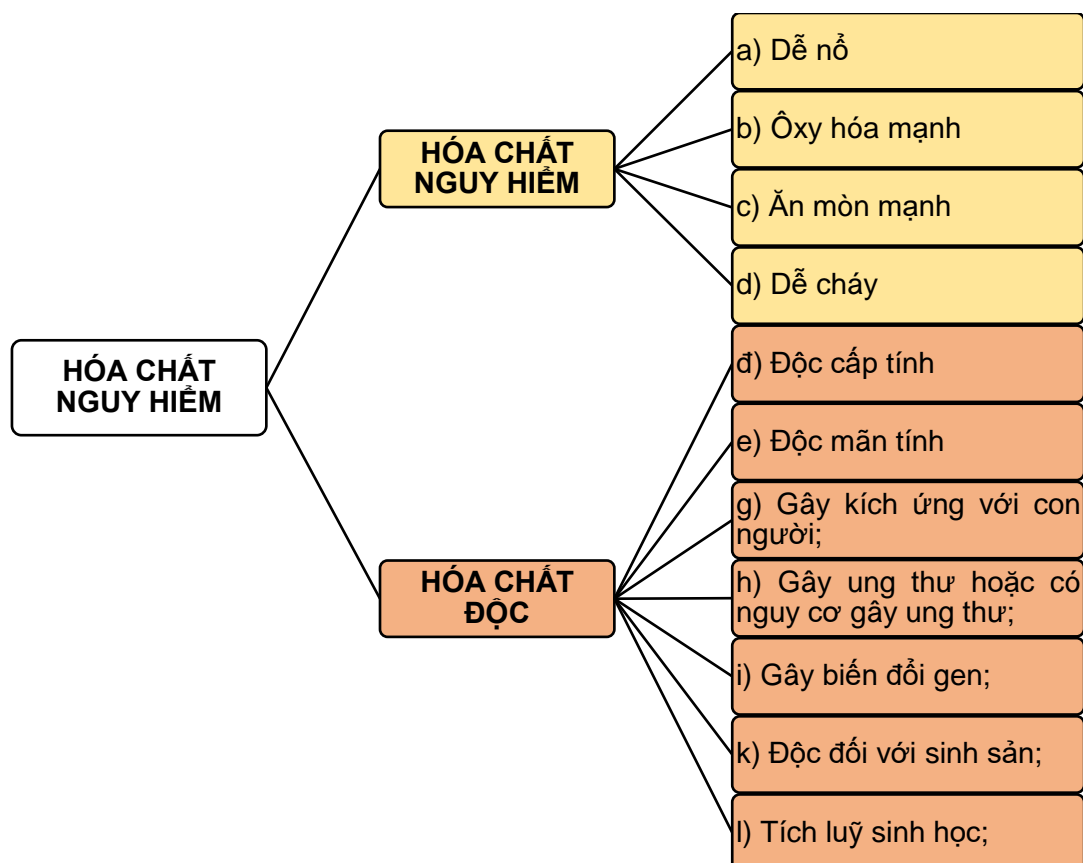 a) Dễ nổ
b) Ôxy hóa mạnh
c) Ăn mòn mạnh
d) Dễ cháy
HÓA CHẤT
NGUY HIỂM
HÓA CHẤT
NGUY HIỂM
đ) Độc cấp tính
e) Độc mãn tính
g) Gây kích ứng với con
người;
h) Gây ung thư hoặc có
nguy cơ gây ung thư;
i) Gây biến đổi gen;
k) Độc đối với sinh sản;
l) Tích luỹ sinh học;
HÓA CHẤT
ĐỘC